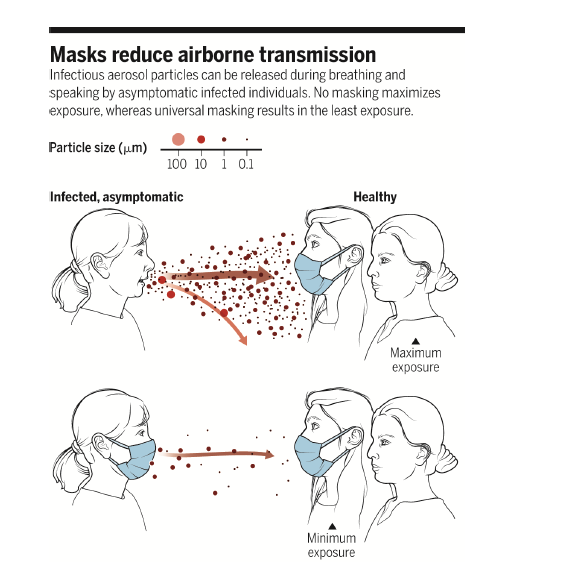 Masks reduce airborne transmission
Infectious aerosol particles can be released during breathing and
speaking by asymptomatic infected individuals. No masking maximizes
exposure, whereas universal masking results in the least exposure.
Particle size (μm)
100 10 1 0.1
Infected, asymptomatic
Healthy
Maximum
exposure
Minimum
exposure